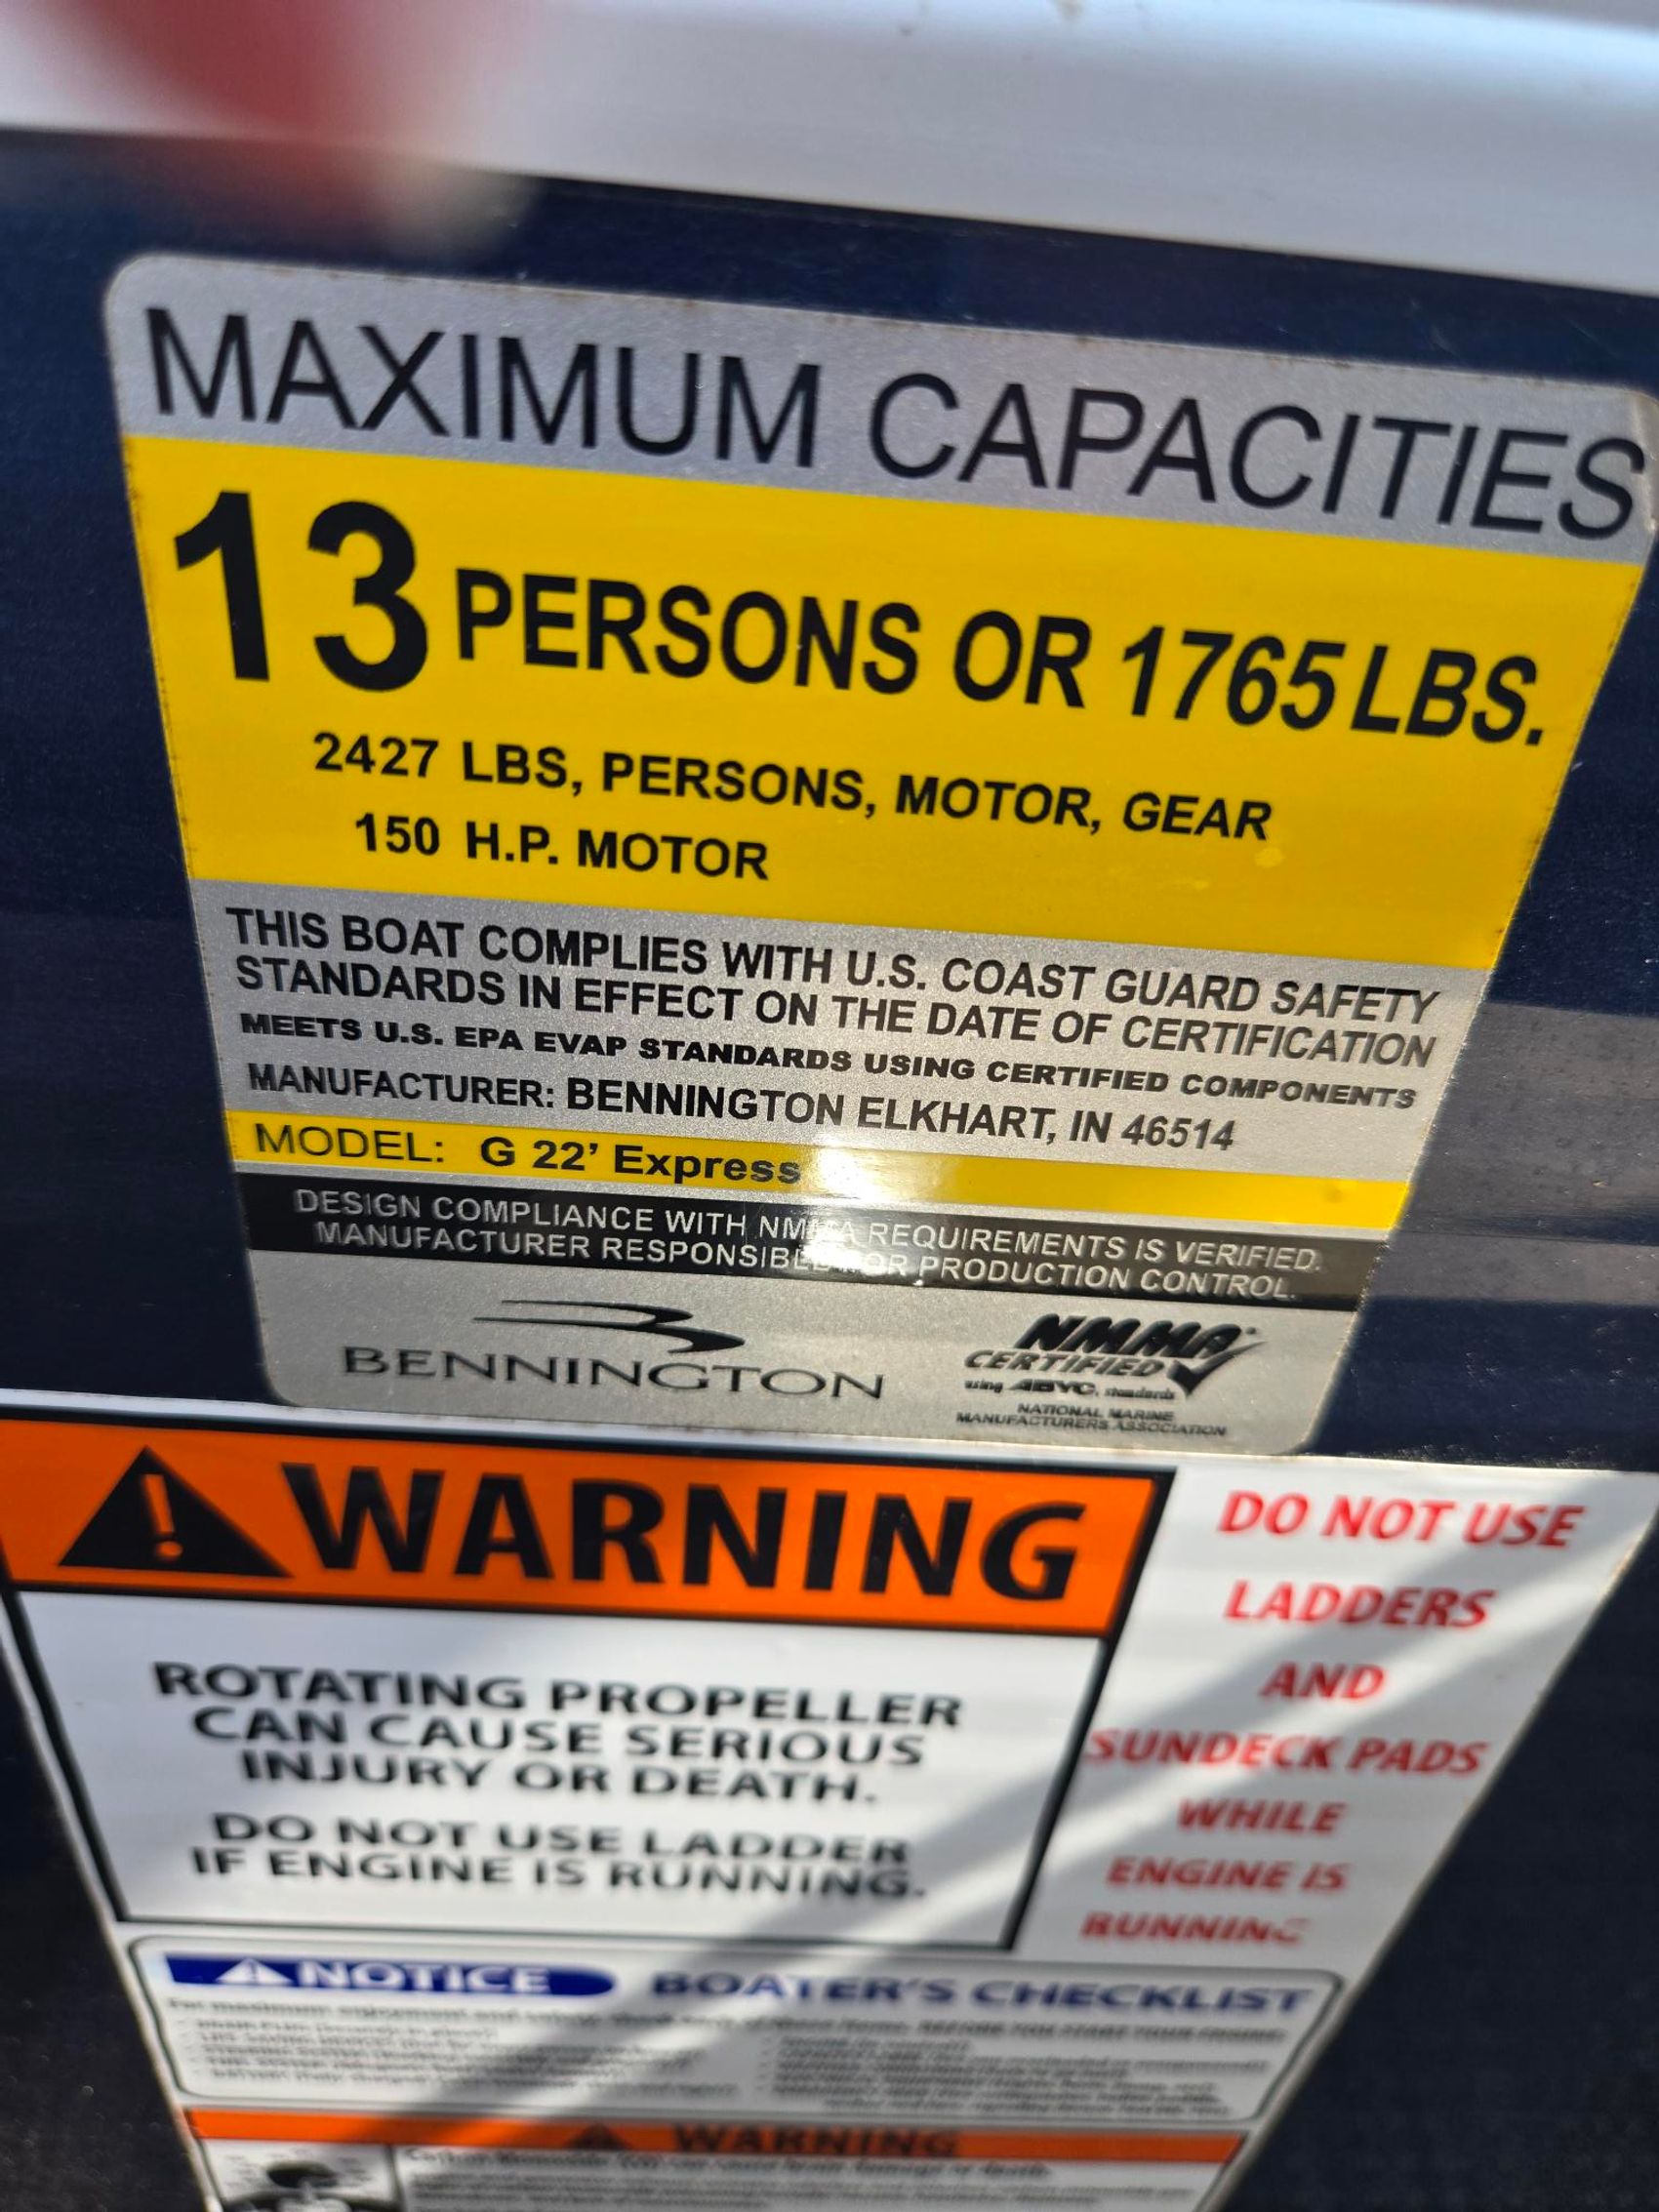 MAXIMUM CAPACITIES
13 PERSONS OR 1765 LBS.
2427 LBS, PERSONS, MOTOR, GEAR
150 H.P. MOTOR
THIS BOAT COMPLIES WITH U.S. COAST GUARD SAFETY
STANDARDS IN EFFECT ON THE DATE OF CERTIFICATION
MEETS U.S. EPA EVAP STANDARDS USING CERTIFIED COMPONENTS
MANUFACTURER: BENNINGTON ELKHART, IN 46514
MODEL: G 22' Express
DESIGN COMPLIANCE WITH NMMA REQUIREMENTS IS VERIFIED.
MANUFACTURER RESPONSIBLE FOR PRODUCTION CONTROL.
BENNINGTON
NMMA
CERTIFIED
using ABYC. standards
NATIONAL MARINE
MANUFACTURERS ASSOCIATION
WARNING
ROTATING PROPELLER
CAN CAUSE SERIOUS
INJURY OR DEATH.
DO NOT USE LADDER
IF ENGINE IS RUNNING.
DO NOT USE
LADDERS
AND
SUNDECK PADS
WHILE
ENGINE IS
RUNNING
NOTICE BOATER'S CHECKLIST
WARNING